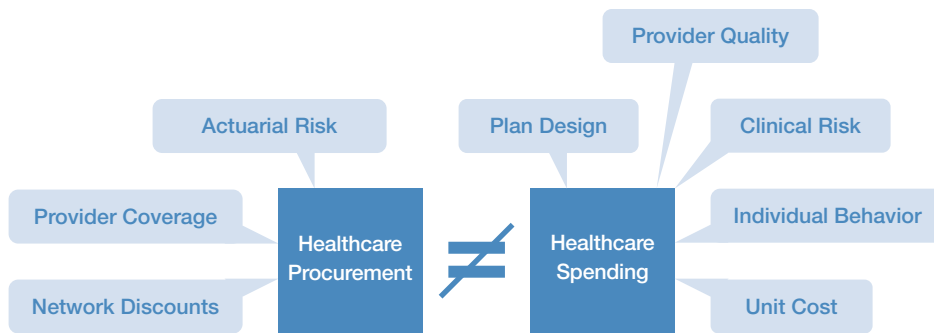 Provider Quality
Actuarial Risk
Plan Design
Clinical Risk
Provider Coverage
Individual Behavior
Healthcare
Procurement
≠
Healthcare
Spending
Network Discounts
Unit Cost